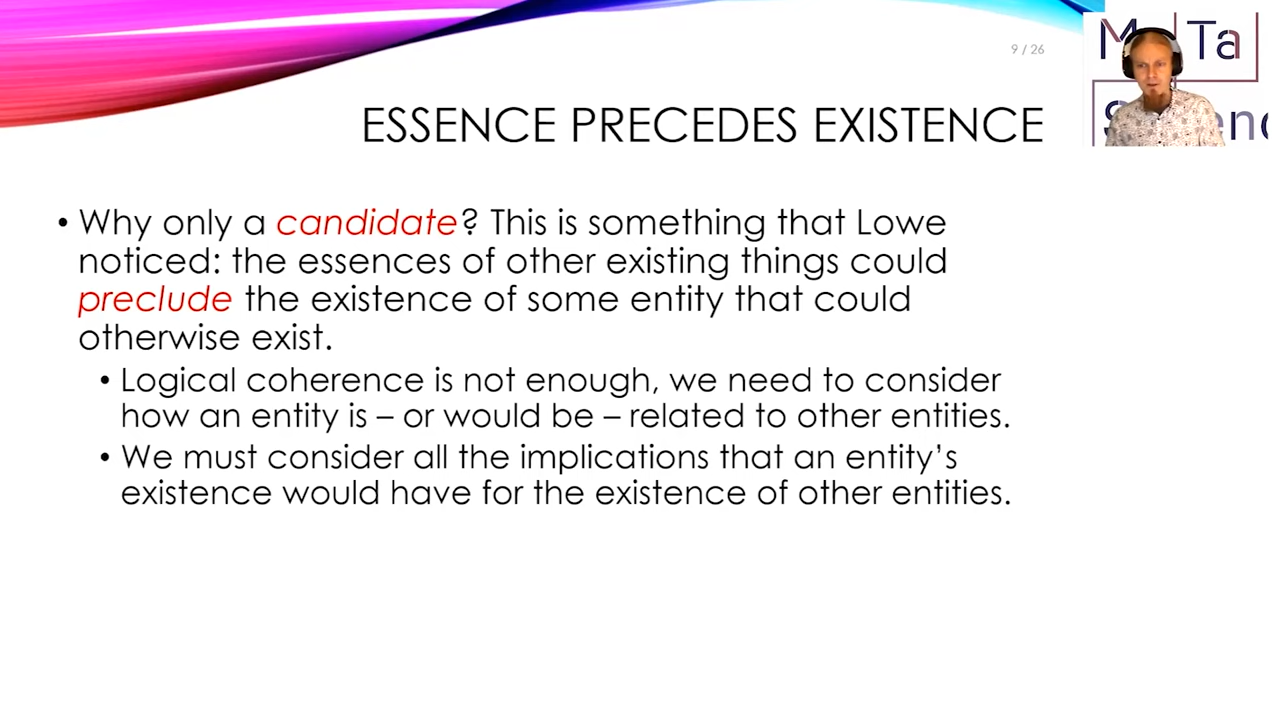 9 / 26
M Ta
ESSENCE PRECEDES EXISTENCE
• Why only a candidate? This is something that Lowe
noticed: the essences of other existing things could
preclude the existence of some entity that could
otherwise exist.
• Logical coherence is not enough, we need to consider
how an entity is – or would be – related to other entities.
• We must consider all the implications that an entity’s
existence would have for the existence of other entities.